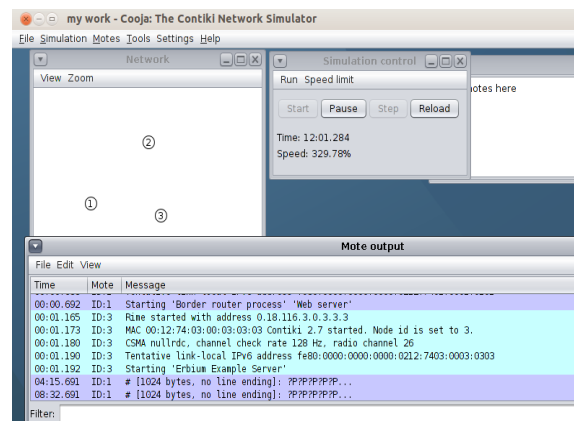 my work - Cooja: The Contiki Network Simulator
File Simulation Motes Tools Settings Help
Network
View Zoom
2
1
3
Simulation control
Run Speed limit
Start Pause Step Reload
Time: 12:01.284
Speed: 329.78%
notes here
Mote output
File Edit View
Time Mote Message
00:00.692 ID:1 Starting 'Border router process' 'Web server'
00:01.165 ID:3 Rime started with address 0.18.116.3.0.3.3.3
00:01.173 ID:3 MAC 00:12:74:03:00:03:03:03 Contiki 2.7 started. Node id is set to 3.
00:01.180 ID:3 CSMA nullrdc, channel check rate 128 Hz, radio channel 26
00:01.190 ID:3 Tentative link-local IPv6 address fe80:0000:0000:0000:0212:7403:0003:0303
00:01.192 ID:3 Starting 'Erbium Example Server'
04:15.691 ID:1 # [1024 bytes, no line ending]: ?P?P?P?P?P...
08:32.691 ID:1 # [1024 bytes, no line ending]: ?P?P?P?P?P...
Filter: